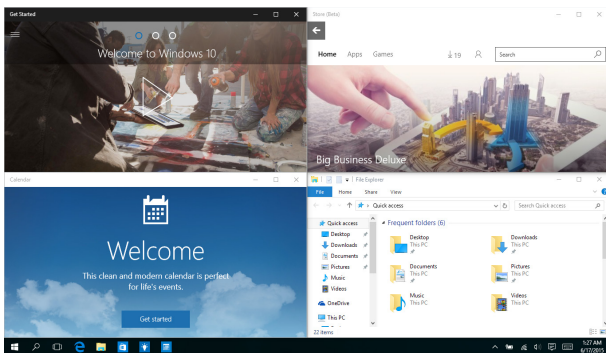 Get Started
Welcome to Windows 10
Store (Beta)
Home Apps Games 19 Search
Big Business Deluxe
Calendar
Welcome
This clean and modern calendar is perfect
for life's events.
Get started
File Explorer
File Home Share View
Quick access Search Quick access
Quick access
Desktop
Downloads
Documents
Pictures
Music
Videos
OneDrive
This PC
Frequent folders (6)
Desktop
This PC
Downloads
This PC
Documents
This PC
Pictures
This PC
Music
This PC
Videos
This PC
22 items
1:27 AM
6/17/2015